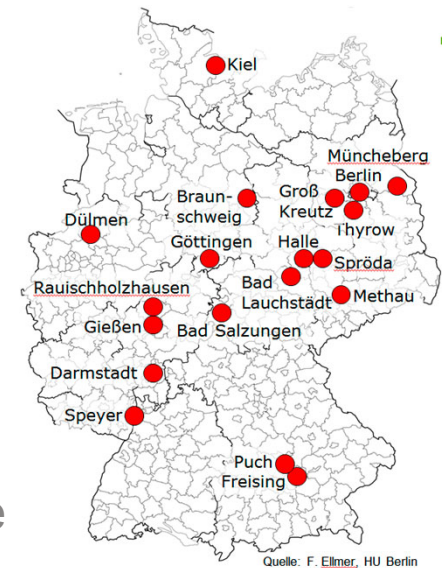 Kiel
Müncheberg
Berlin
Braun-
schweig
Groß
Kreutz
Thyrow
Dülmen
Göttingen
Halle
Spröda
Bad
Lauchstädt
Methau
Rauischholzhausen
Gießen
Bad Salzungen
Darmstadt
Speyer
Puch
Freising
e
Quelle: F. Ellmer, HU Berlin